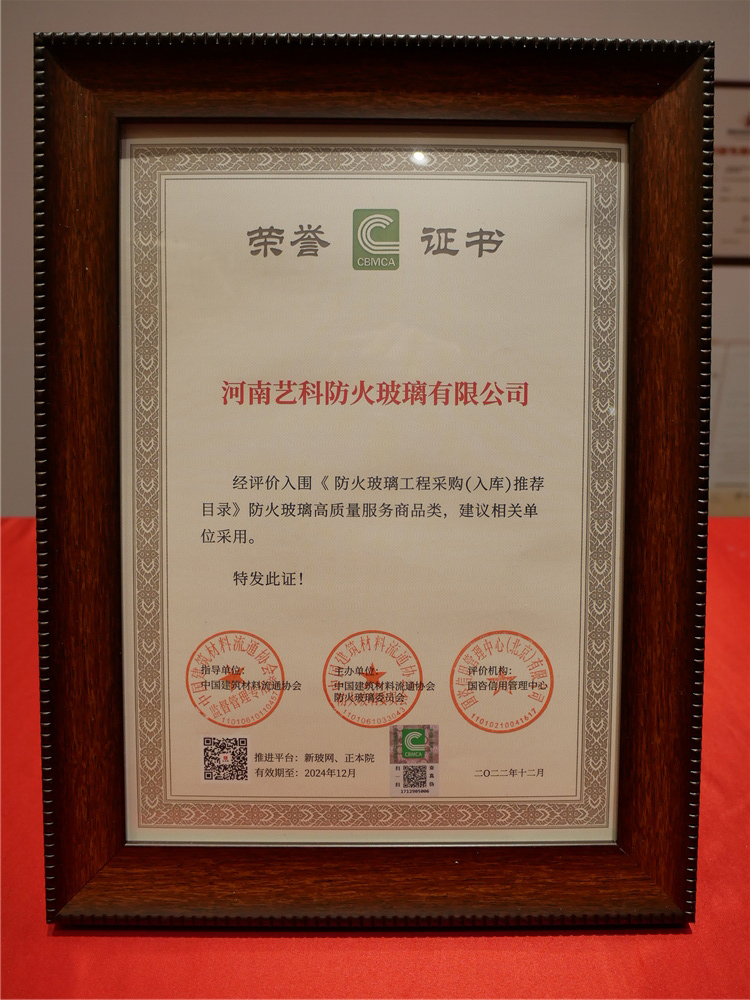 荣誉 证书
CBMCA
河南艺科防火玻璃有限公司
经评价入围《 防火玻璃工程采购(入库)推荐
目录》防火玻璃高质量服务商品类，建议相关单
位采用。
特发此证！
指导单位：
中国建筑材料流通协会
主办单位：
中国建筑材料流通协会
防火玻璃委员会
评价机构：
国咨信用管理中心
推进平台：新玻网、正本院
有效期至：2024年12月
二〇二二年十二月